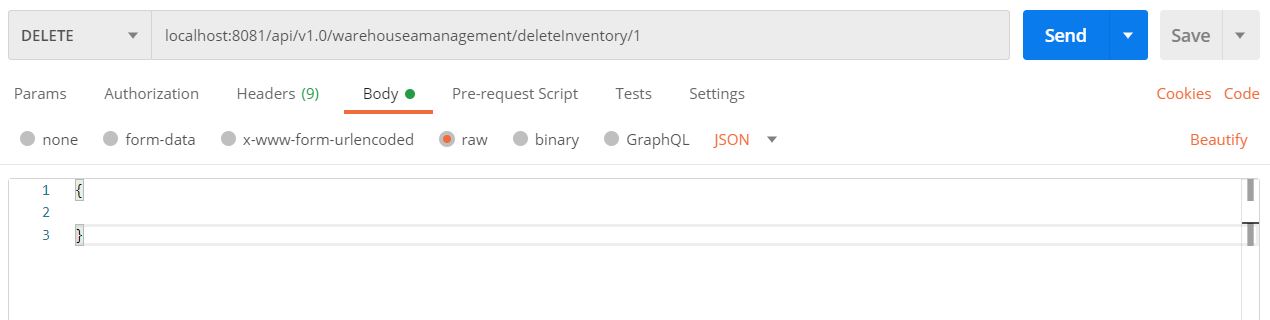 DELETE localhost:8081/api/v1.0/warehouseamanagement/deleteInventory/1 Send Save
Params Authorization Headers (9) Body Pre-request Script Tests Settings Cookies Code
none form-data x-www-form-urlencoded raw binary GraphQL JSON Beautify
1 {
2
3 }